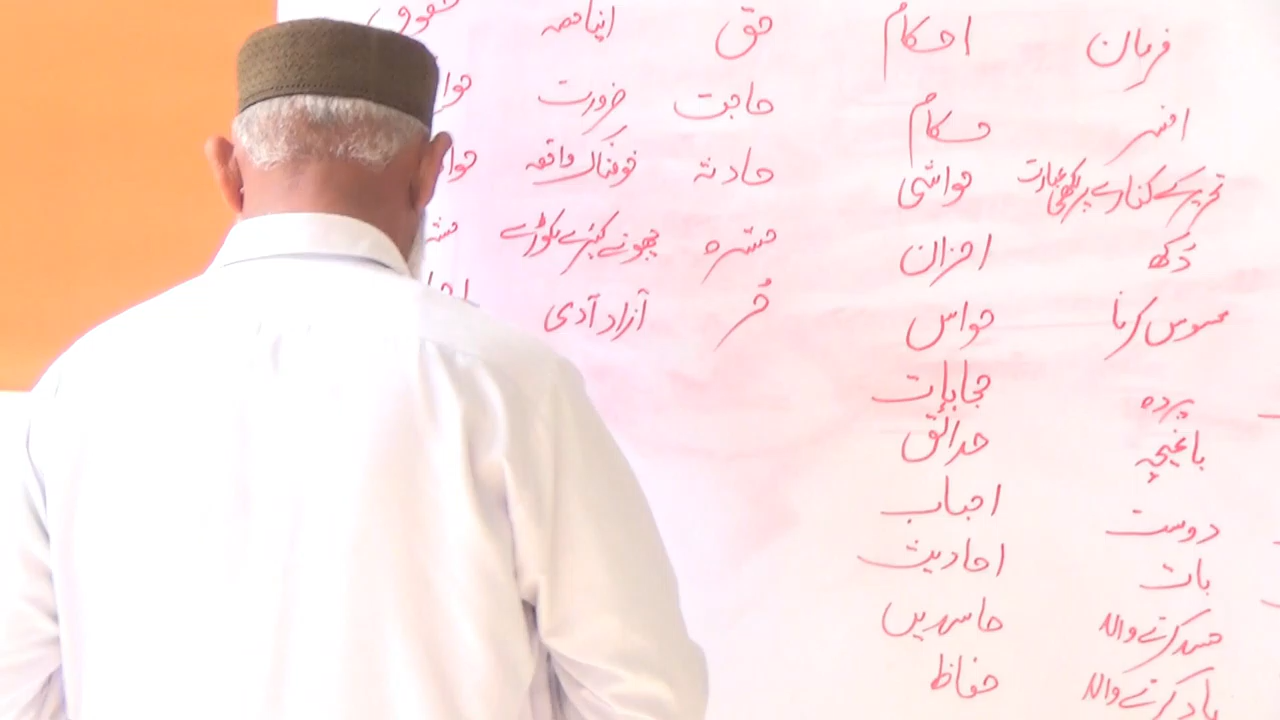 فرمان احکام حق اپنا حصہ حقوق
افسر حکام حاجت ضرورت
تحریر کے کنارے پر لکھی عبارت حواشی حادثہ خوفناک واقعہ
دُکھ احزان حشرہ چھوٹے کیڑے مکوڑے
محسوس کرنا حواس حُر آزاد آدمی
پردہ حجابات
باغیچہ حدائق
دوست احباب
بات احادیث
حسد کرنے والا حاسدین
یاد کرنے والا حفاظ